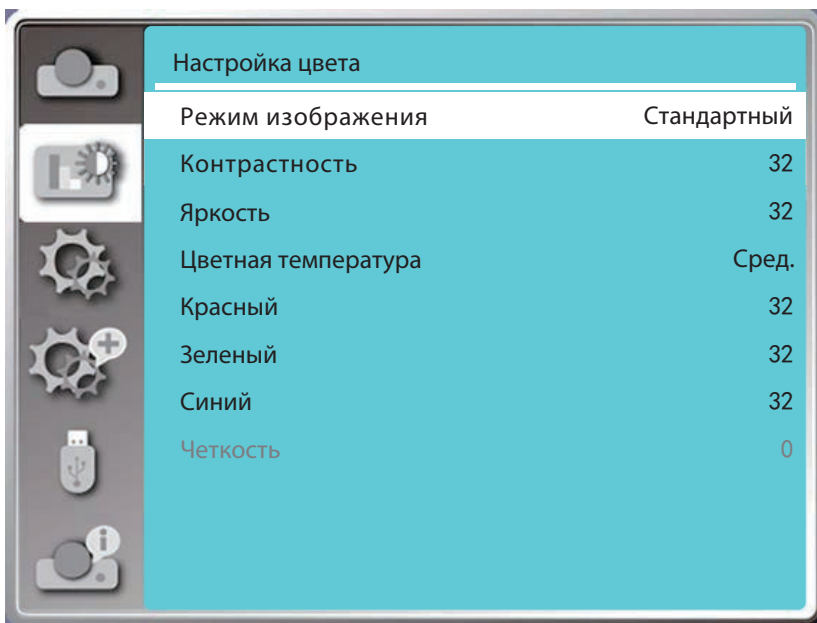 Настройка цвета
Режим изображения Стандартный
Контрастность 32
Яркость 32
Цветная температура Сред.
Красный 32
Зеленый 32
Синий 32
Четкость 0